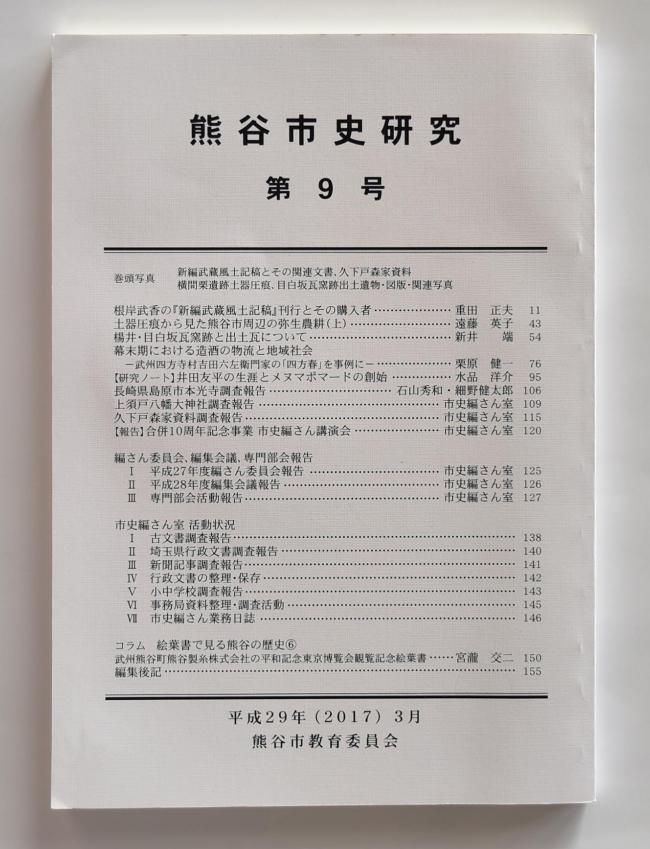 熊谷市史研究
第9号
巻頭写真 新編武蔵風土記稿とその関連文書、久下戸森家資料
横間栗遺跡土器圧痕、目白坂瓦窯跡出土遺物・図版・関連写真
根岸武香の『新編武蔵風土記稿』刊行とその購入者……………重田 正夫 11
土器圧痕から見た熊谷市周辺の弥生農耕(上)……………遠藤 英子 43
楊井・目白坂瓦窯跡と出土瓦について……………新井 端 54
幕末期における造酒の物流と地域社会
－武州四方寺村吉田六左衛門家の「四方春」を事例に－……………栗原 健一 76
【研究ノート】井田友平の生涯とメヌマポマードの創始……………水品 洋介 95
長崎県島原市本光寺調査報告……………石山秀和・細野健太郎 106
上須戸八幡大神社調査報告……………市史編さん室 109
久下戸森家資料調査報告……………市史編さん室 115
【報告】合併10周年記念事業 市史編さん講演会……………市史編さん室 120
編さん委員会、編集会議、専門部会報告
Ⅰ 平成27年度編さん委員会報告……………市史編さん室 125
Ⅱ 平成28年度編集会議報告……………市史編さん室 126
Ⅲ 専門部会活動報告……………市史編さん室 127
市史編さん室 活動状況
Ⅰ 古文書調査報告……………138
Ⅱ 埼玉県行政文書調査報告……………140
Ⅲ 新聞記事調査報告……………141
Ⅳ 行政文書の整理・保存……………142
Ⅴ 小中学校調査報告……………143
Ⅵ 事務局資料整理・調査活動……………145
Ⅶ 市史編さん室業務日誌……………146
コラム 絵葉書で見る熊谷の歴史⑥
武州熊谷町熊谷製糸株式会社の平和記念東京博覧会観覧記念絵葉書……宮瀧 交二 150
編集後記……………155
平成29年(2017)3月
熊谷市教育委員会